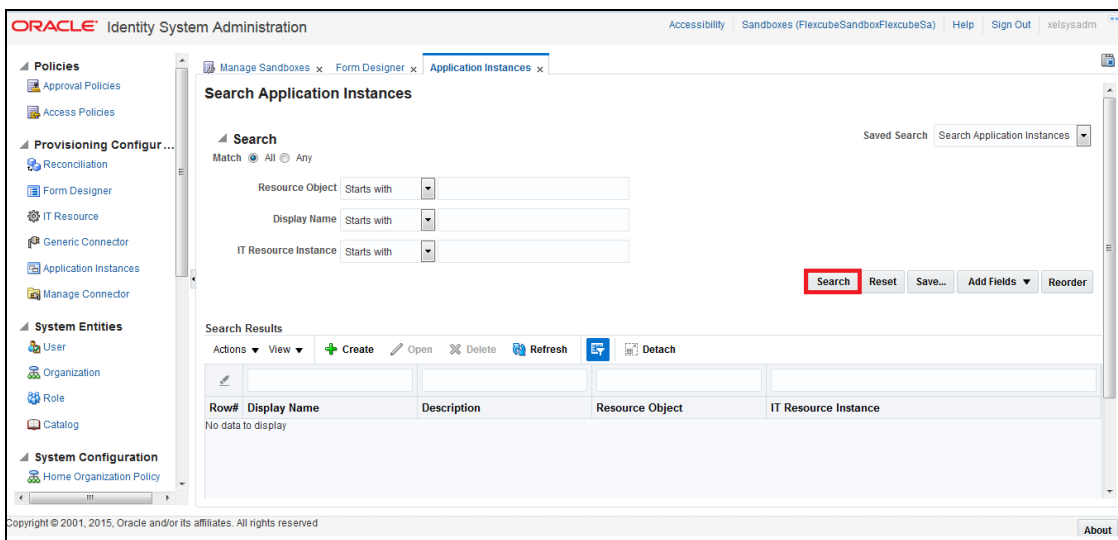 ORACLE® Identity System Administration
Accessibility Sandboxes (FlexcubeSandboxFlexcubeSa) Help Sign Out xelsysadm
Policies
Approval Policies
Access Policies
Provisioning Configur...
Reconciliation
Form Designer
IT Resource
Generic Connector
Application Instances
Manage Connector
System Entities
User
Organization
Role
Catalog
System Configuration
Home Organization Policy
Manage Sandboxes x Form Designer x Application Instances x
Search Application Instances
Search
Saved Search Search Application Instances
Match All Any
Resource Object Starts with
Display Name Starts with
IT Resource Instance Starts with
Search Reset Save... Add Fields Reorder
Search Results
Actions View Create Open Delete Refresh Detach
Row# Display Name Description Resource Object IT Resource Instance
No data to display
Copyright © 2001, 2015, Oracle and/or its affiliates. All rights reserved
About